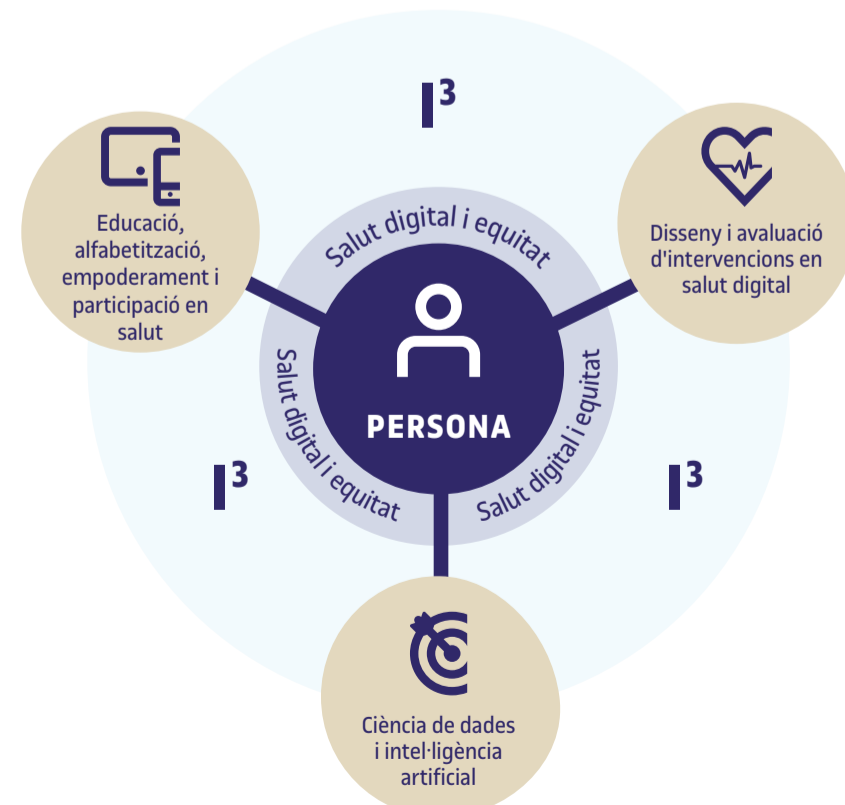 I³
Educació,
alfabetització,
empoderament i
participació en
salut
Disseny i avaluació
d'intervencions en
salut digital
Salut digital i equitat
PERSONA
Salut digital i equitat
Salut digital i equitat
I³
I³
Ciència de dades
i intel·ligència
artificial